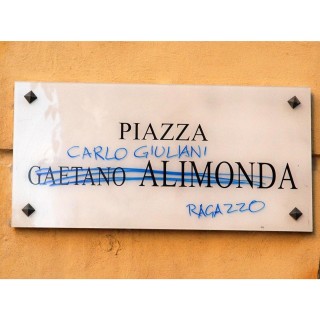 PIAZZA
CARLO GIULIANI
GAETANO ALIMONDA
RAGAZZO